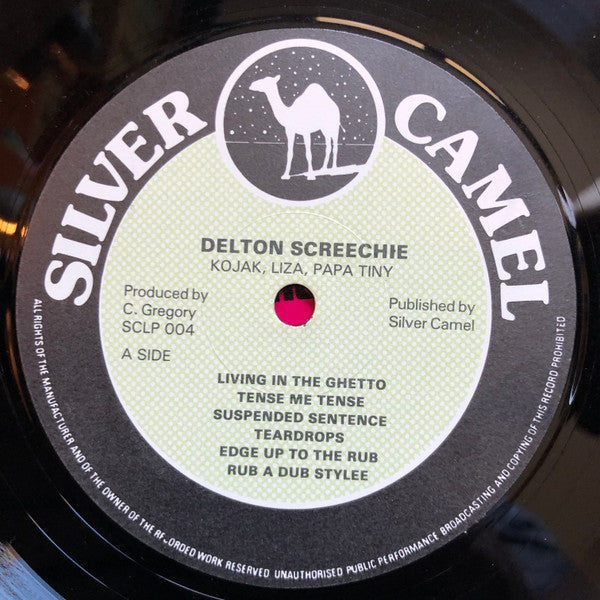 SILVER CAMEL
DELTON SCREECHIE
KOJAK, LIZA, PAPA TINY
Produced by
C. Gregory
SCLP 004
Published by
Silver Camel
A SIDE
LIVING IN THE GHETTO
TENSE ME TENSE
SUSPENDED SENTENCE
TEARDROPS
EDGE UP TO THE RUB
RUB A DUB STYLEE
ALL RIGHTS OF THE MANUFACTURER AND OF THE OWNER OF THE RECORDED WORK RESERVED UNAUTHORISED PUBLIC PERFORMANCE BROADCASTING AND COPYING OF THIS RECORD PROHIBITED